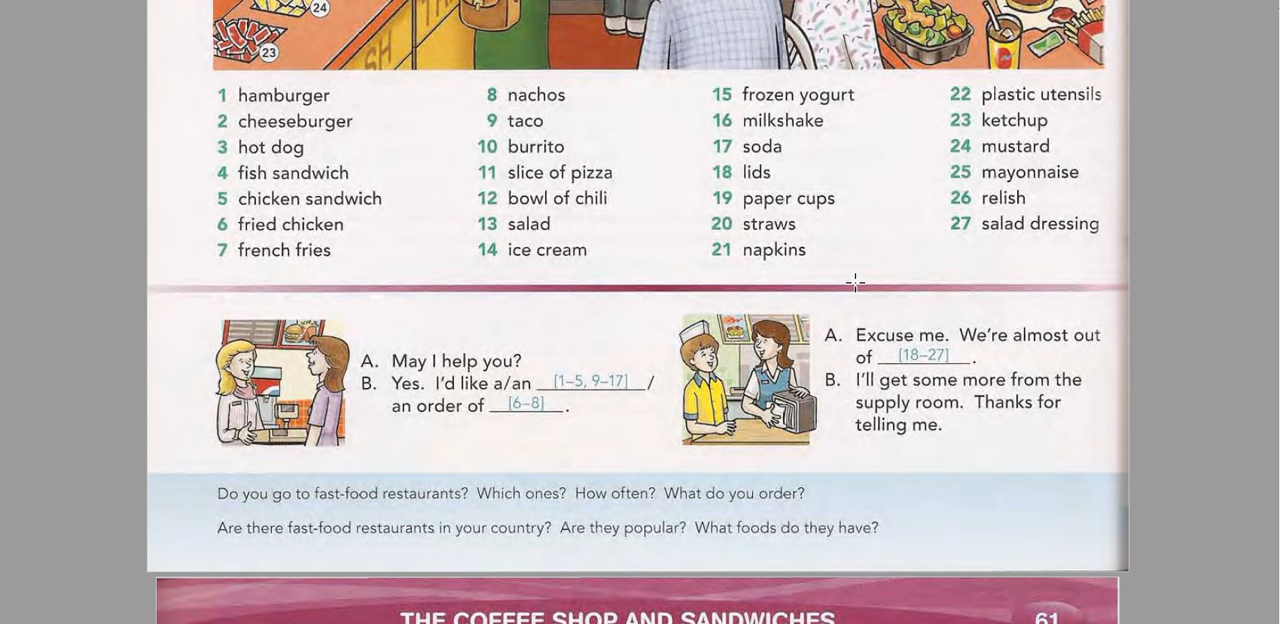 24
23
1 hamburger
2 cheeseburger
3 hot dog
4 fish sandwich
5 chicken sandwich
6 fried chicken
7 french fries
8 nachos
9 taco
10 burrito
11 slice of pizza
12 bowl of chili
13 salad
14 ice cream
15 frozen yogurt
16 milkshake
17 soda
18 lids
19 paper cups
20 straws
21 napkins
22 plastic utensils
23 ketchup
24 mustard
25 mayonnaise
26 relish
27 salad dressing
A. May I help you?
B. Yes. I'd like a/an [1–5, 9–17] /
an order of [6–8] .
A. Excuse me. We're almost out
of [18–27] .
B. I'll get some more from the
supply room. Thanks for
telling me.
Do you go to fast-food restaurants? Which ones? How often? What do you order?
Are there fast-food restaurants in your country? Are they popular? What foods do they have?
THE COFFEE SHOP AND SANDWICHES 61